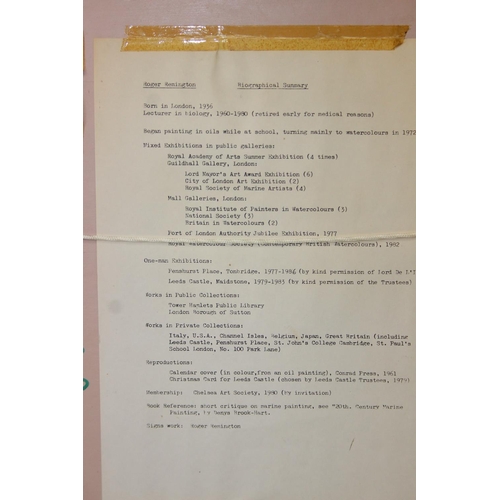 Roger Remington Biographical Summary
Born in London, 1936
Lecturer in biology, 1960-1980 (retired early for medical reasons)
Began painting in oils while at school, turning mainly to watercolours in 1972
Mixed Exhibitions in public galleries:
Royal Academy of Arts Summer Exhibition (4 times)
Guildhall Gallery, London:
Lord Mayor's Art Award Exhibition (6)
City of London Art Exhibition (2)
Royal Society of Marine Artists (4)
Mall Galleries, London:
Royal Institute of Painters in Watercolours (3)
National Society (3)
Britain in Watercolours (2)
Port of London Authority Jubilee Exhibition, 1977
Royal Watercolour Society (Contemporary British Watercolours), 1982
One-man Exhibitions:
Penshurst Place, Tonbridge, 1977-1984 (by kind permission of Lord De L'I
Leeds Castle, Maidstone, 1979-1983 (by kind permission of the Trustees)
Works in Public Collections:
Tower Hamlets Public Library
London Borough of Sutton
Works in Private Collections:
Italy, U.S.A., Channel Isles, Belgium, Japan, Great Britain (including
Leeds Castle, Penshurst Place, St. John's College Cambridge, St. Paul's
School London, No. 100 Park Lane)
Reproductions:
Calendar cover (in colour, from an oil painting), Conrad Press, 1961
Christmas Card for Leeds Castle (chosen by Leeds Castle Trustees, 1979)
Membership: Chelsea Art Society, 1980 (by invitation)
Book Reference: short critique on marine painting, see "20th. Century Marine
Painting, by Denys Brook-Hart.
Signs work: Roger Remington